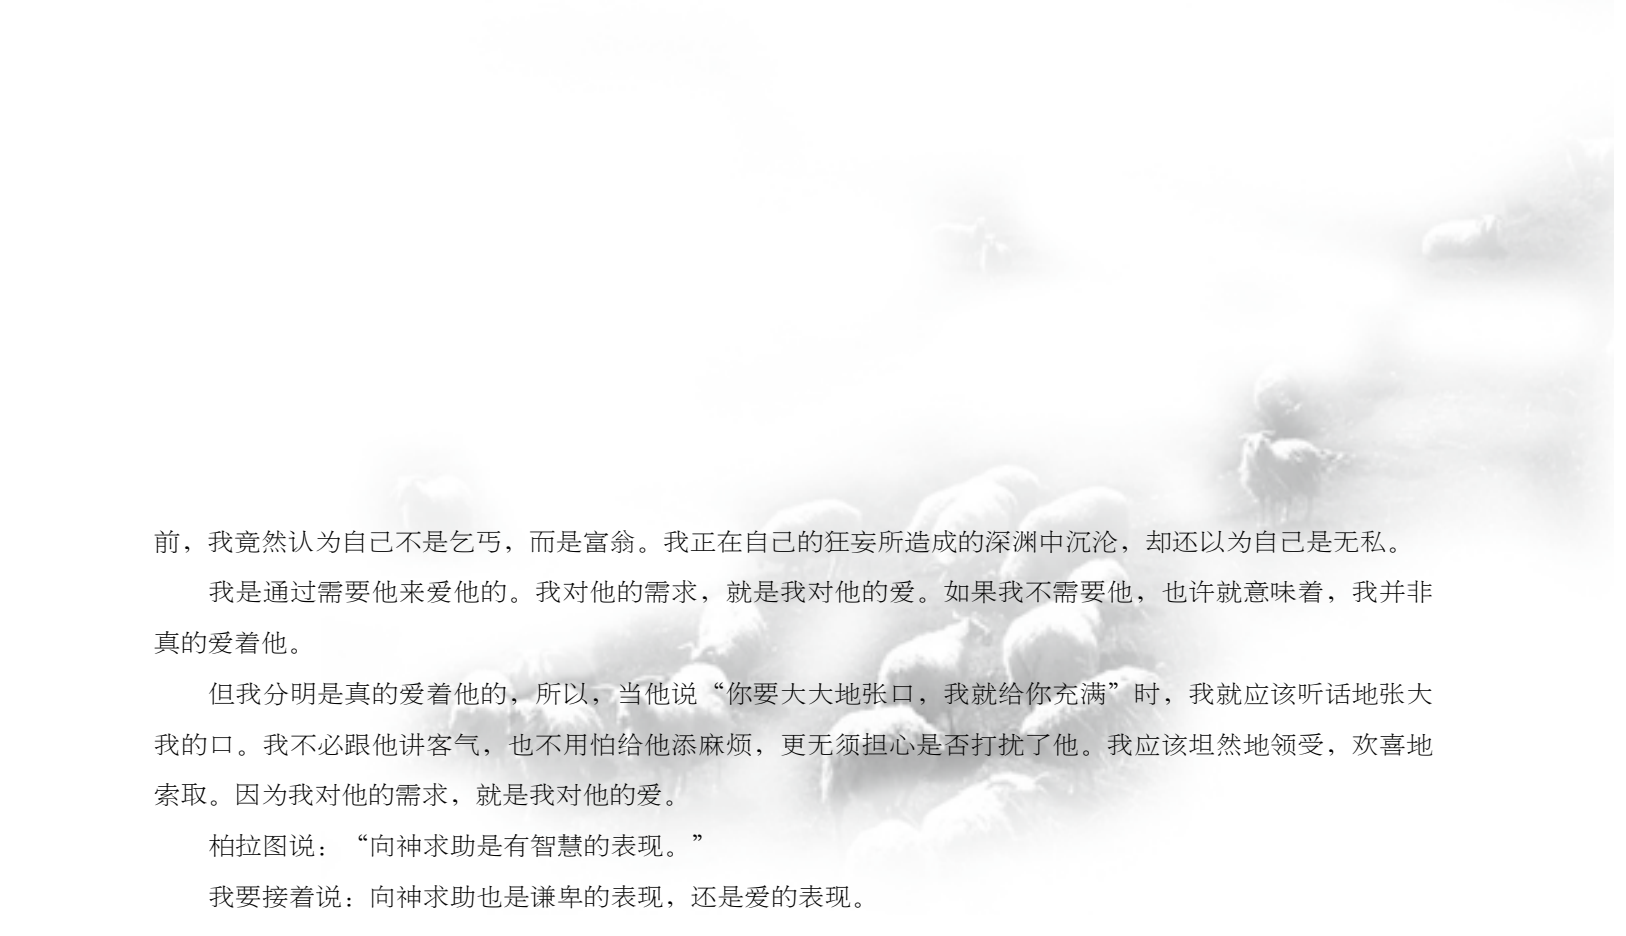 前，我竟然认为自己不是乞丐，而是富翁。我正在自己的狂妄所造成的深渊中沉沦，却还以为自己是无私。
我是通过需要他来爱他的。我对他的需求，就是我对他的爱。如果我不需要他，也许就意味着，我并非
真的爱着他。
但我分明是真的爱着他的，所以，当他说“你要大大地张口，我就给你充满”时，我就应该听话地张大
我的口。我不必跟他讲客气，也不用怕给他添麻烦，更无须担心是否打扰了他。我应该坦然地领受，欢喜地
索取。因为我对他的需求，就是我对他的爱。
柏拉图说：“向神求助是有智慧的表现。”
我要接着说：向神求助也是谦卑的表现，还是爱的表现。